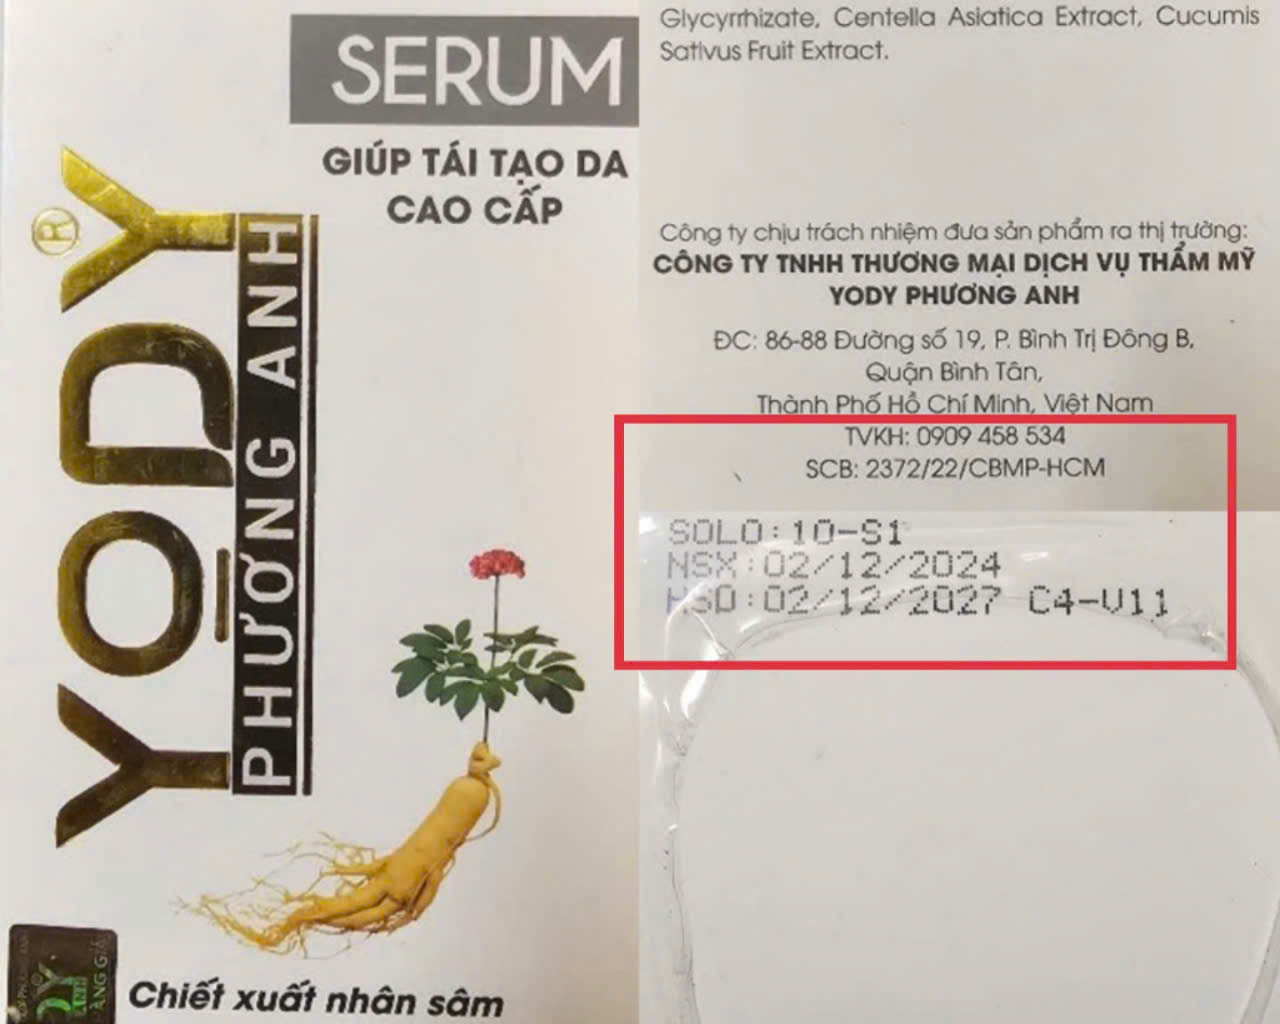 SERUM
GIÚP TÁI TẠO DA
CAO CẤP
YODY
®
PHƯƠNG ANH
Chiết xuất nhân sâm
Glycyrrhizate, Centella Asiatica Extract, Cucumis
Sativus Fruit Extract.
Công ty chịu trách nhiệm đưa sản phẩm ra thị trường:
CÔNG TY TNHH THƯƠNG MẠI DỊCH VỤ THẨM MỸ
YODY PHƯƠNG ANH
ĐC: 86-88 Đường số 19, P. Bình Trị Đông B,
Quận Bình Tân,
Thành Phố Hồ Chí Minh, Việt Nam
TVKH: 0909 458 534
SCB: 2372/22/CBMP-HCM
SOLO:10-S1
NSX:02/12/2024
HSD:02/12/2027 C4-V11